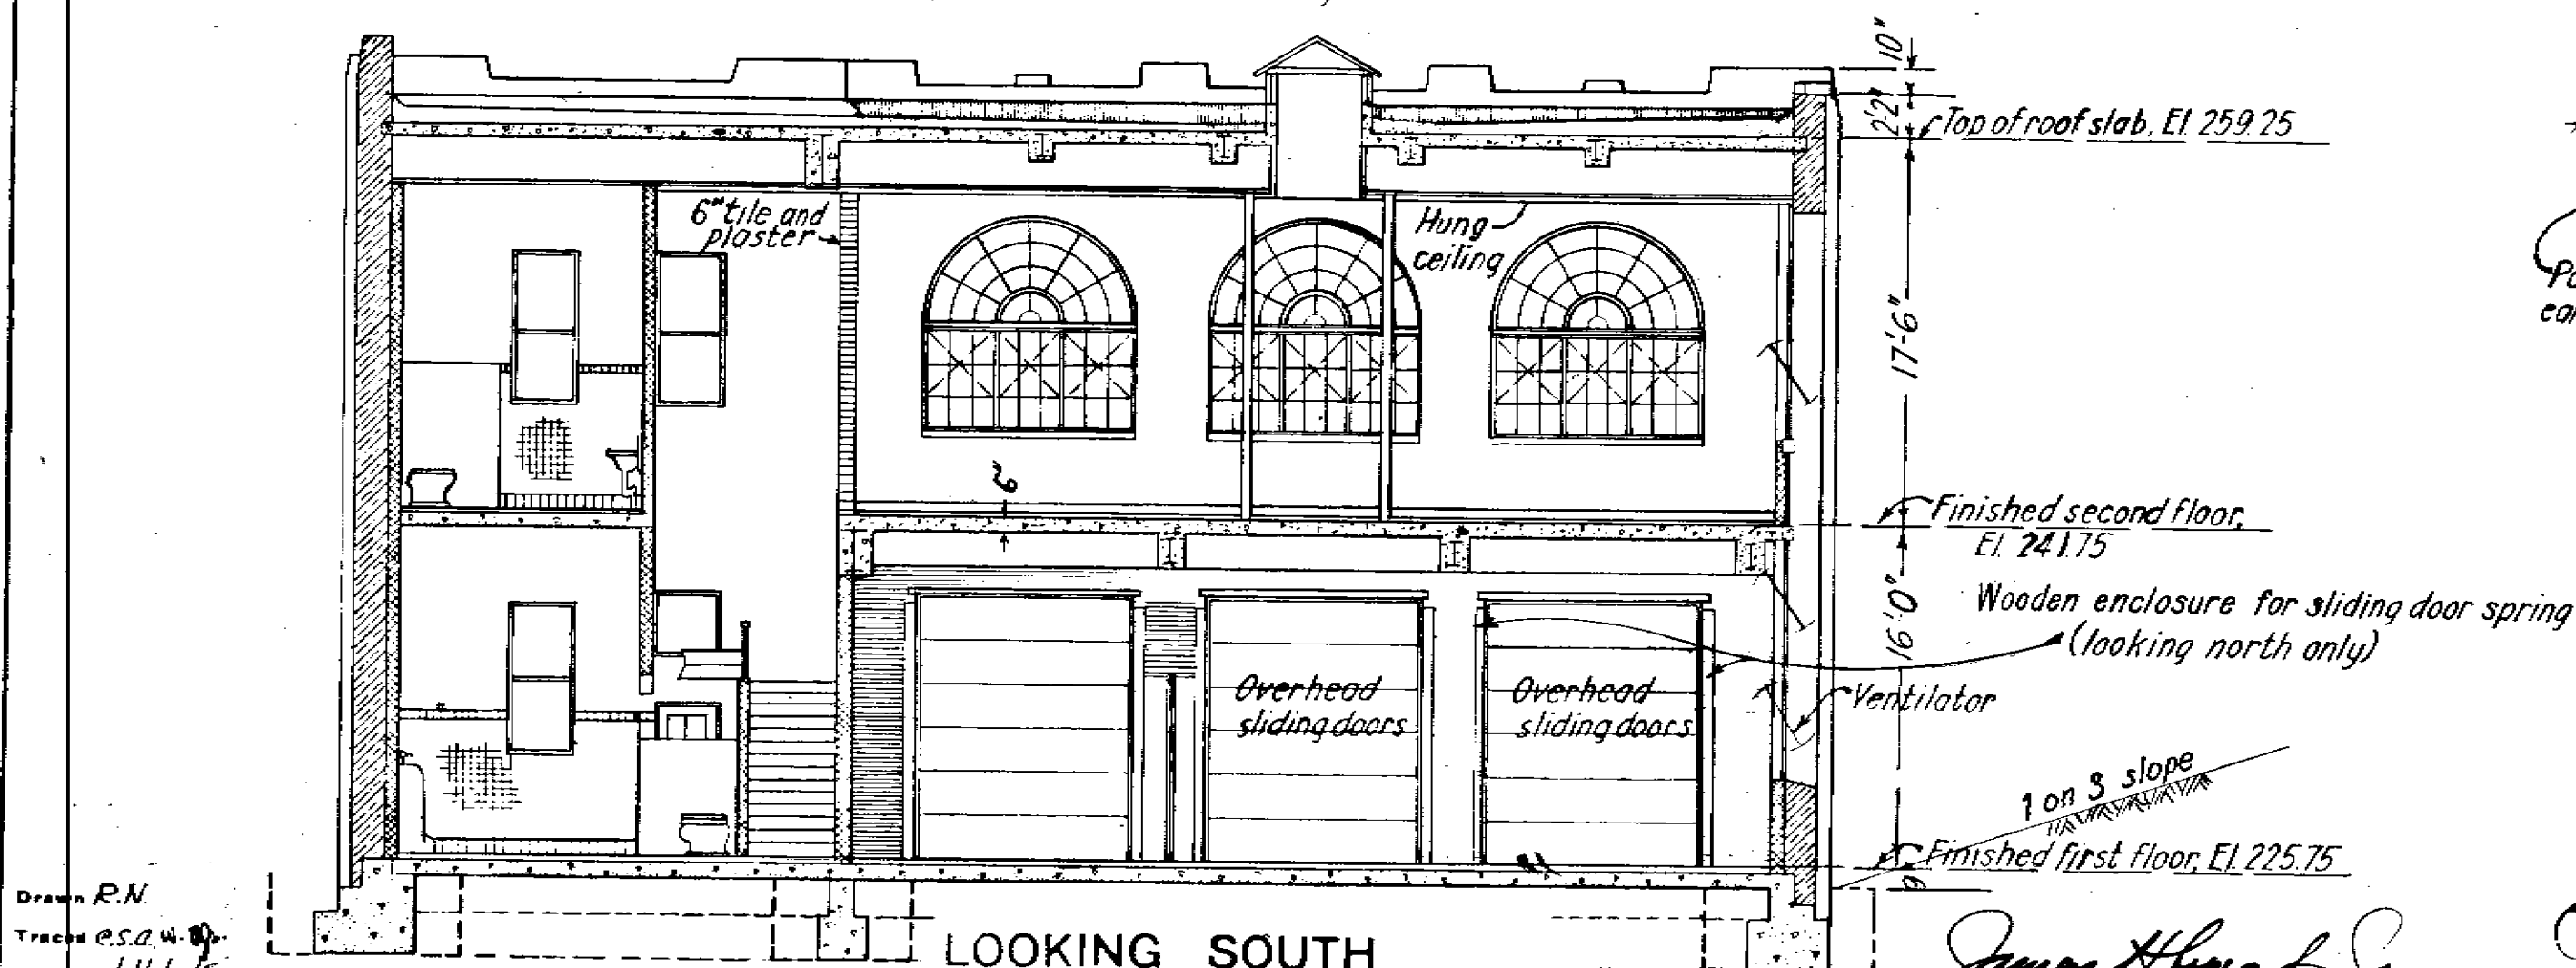 10"
2'2"
Top of roof slab, El. 259.25
6" tile and
plaster
Hung
ceiling
17'-6"
6"
Finished second floor,
El. 241.75
Wooden enclosure for sliding door spring
(looking north only)
16'0"
Overhead
sliding doors
Overhead
sliding doors
Ventilator
1 on 3 slope
Finished first floor, El. 225.75
Drawn R.N.
Traced
LOOKING SOUTH